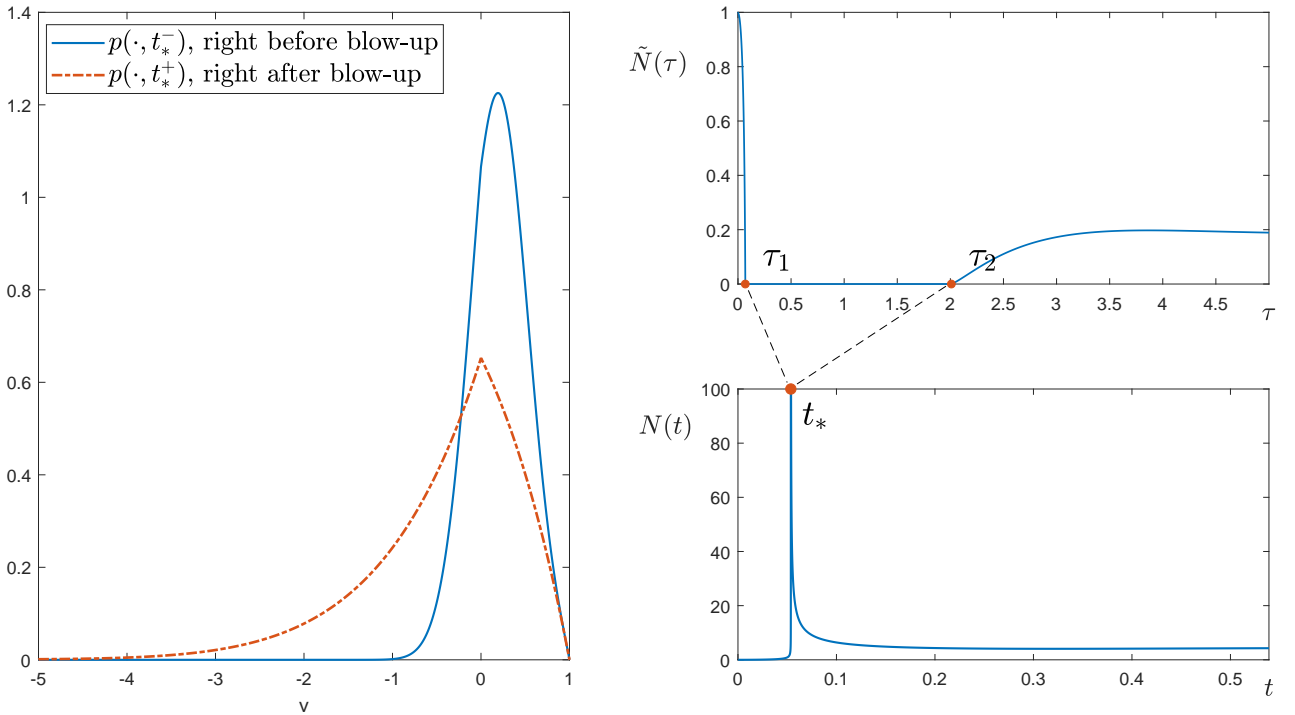 p(·, t∗⁻), right before blow-up
p(·, t∗⁺), right after blow-up
1.4
1.2
1
0.8
0.6
0.4
0.2
0
-5 -4 -3 -2 -1 0 1
v
Ñ(τ)
1
0.8
0.6
0.4
0.2
0
τ₁
τ₂
0 0.5 1 1.5 2 2.5 3 3.5 4 4.5
τ
N(t)
100
80
60
40
20
0
t∗
0 0.1 0.2 0.3 0.4 0.5
t